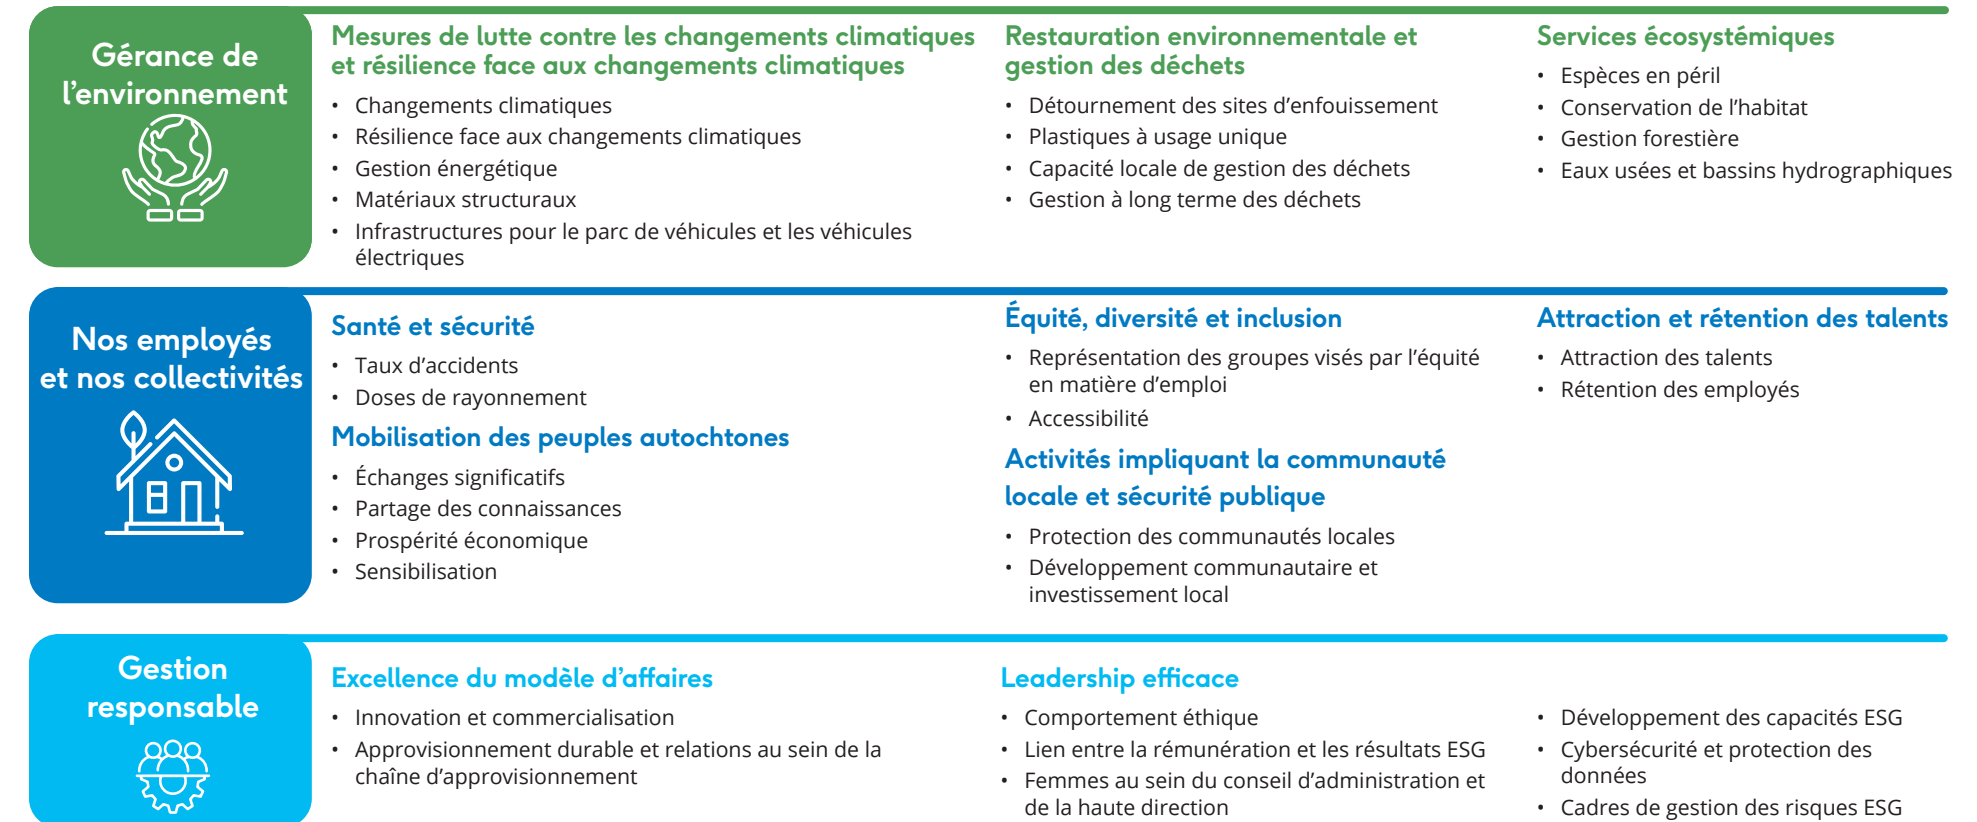 Gérance de
l’environnement
Mesures de lutte contre les changements climatiques
et résilience face aux changements climatiques
• Changements climatiques
• Résilience face aux changements climatiques
• Gestion énergétique
• Matériaux structuraux
• Infrastructures pour le parc de véhicules et les véhicules
électriques
Restauration environnementale et
gestion des déchets
• Détournement des sites d’enfouissement
• Plastiques à usage unique
• Capacité locale de gestion des déchets
• Gestion à long terme des déchets
Services écosystémiques
• Espèces en péril
• Conservation de l’habitat
• Gestion forestière
• Eaux usées et bassins hydrographiques
Nos employés
et nos collectivités
Santé et sécurité
• Taux d’accidents
• Doses de rayonnement
Mobilisation des peuples autochtones
• Échanges significatifs
• Partage des connaissances
• Prospérité économique
• Sensibilisation
Équité, diversité et inclusion
• Représentation des groupes visés par l’équité
en matière d’emploi
• Accessibilité
Activités impliquant la communauté
locale et sécurité publique
• Protection des communautés locales
• Développement communautaire et
investissement local
Attraction et rétention des talents
• Attraction des talents
• Rétention des employés
Gestion
responsable
Excellence du modèle d’affaires
• Innovation et commercialisation
• Approvisionnement durable et relations au sein de la
chaîne d’approvisionnement
Leadership efficace
• Comportement éthique
• Lien entre la rémunération et les résultats ESG
• Femmes au sein du conseil d’administration et
de la haute direction
• Développement des capacités ESG
• Cybersécurité et protection des
données
• Cadres de gestion des risques ESG